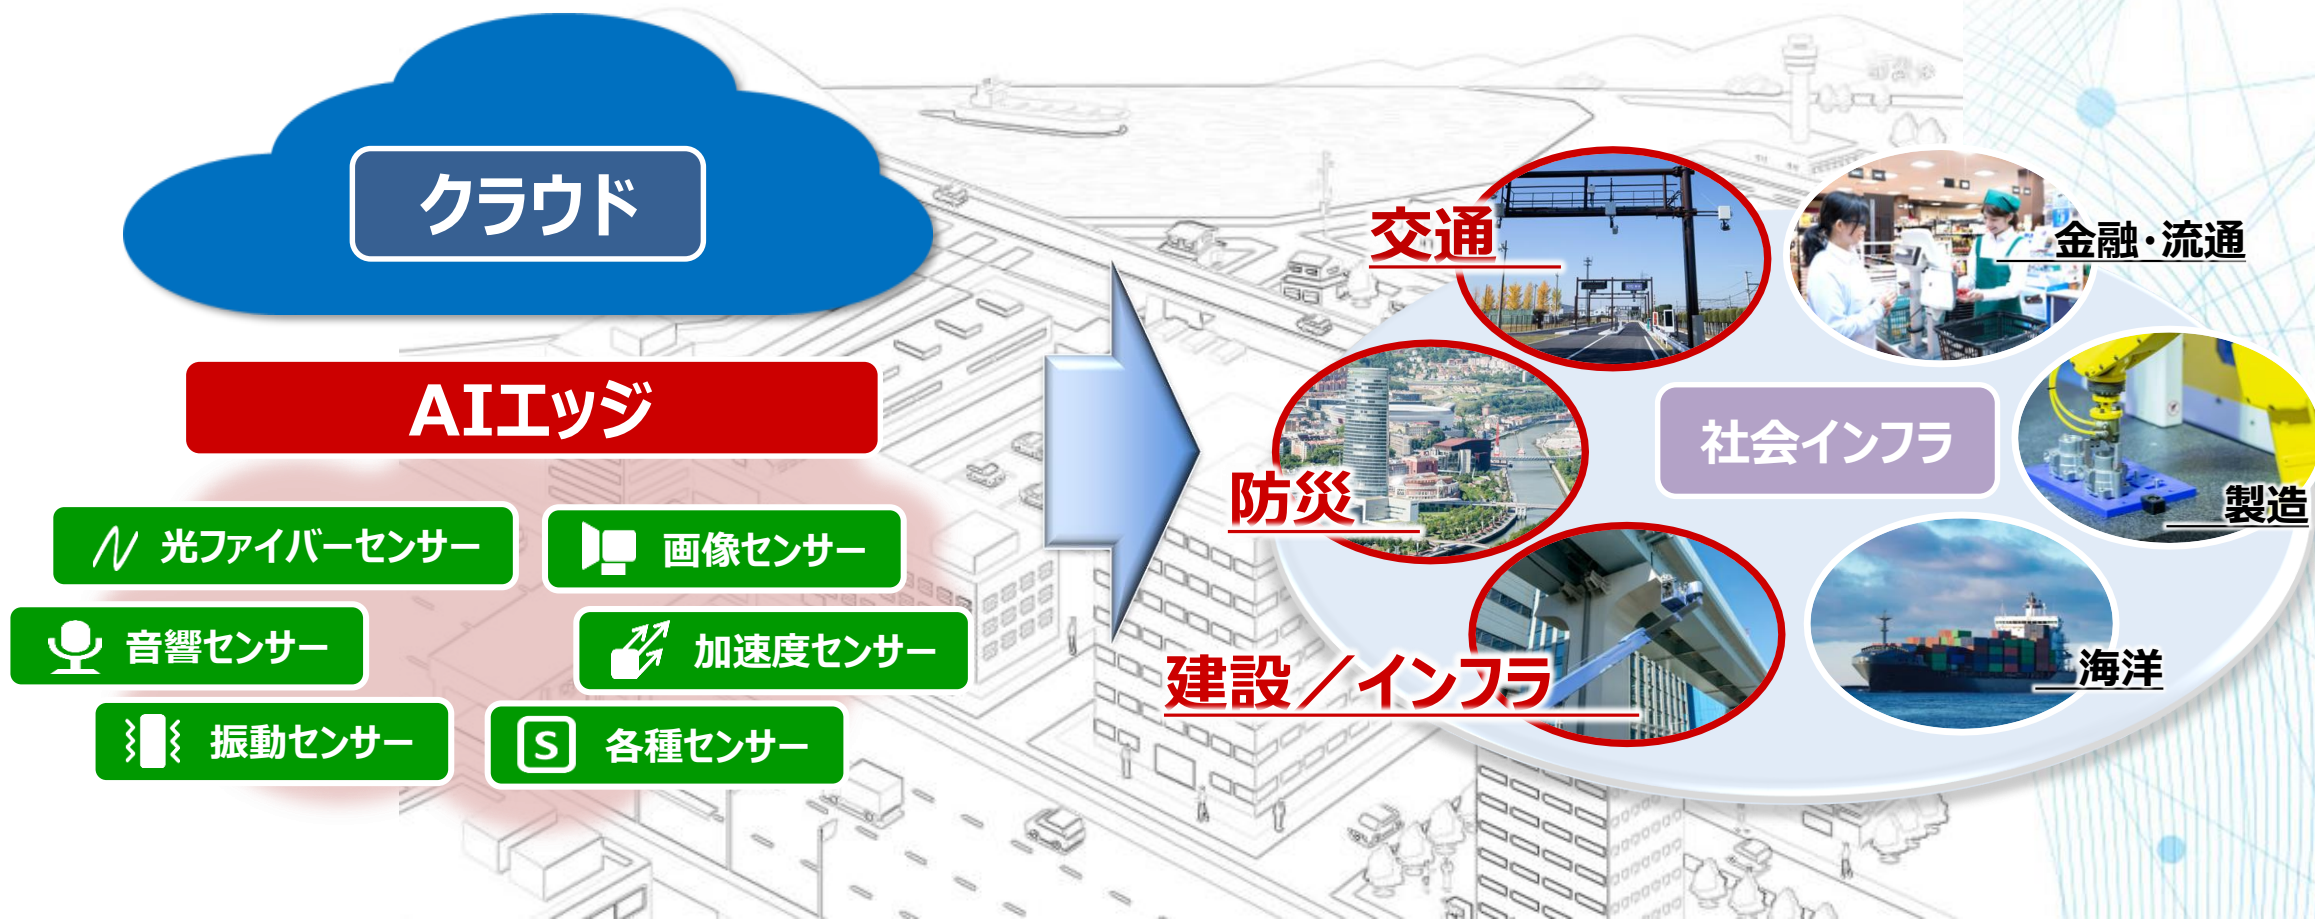 クラウド
AIエッジ
光ファイバーセンサー
画像センサー
音響センサー
加速度センサー
振動センサー
S
各種センサー
交通
金融・流通
防災
社会インフラ
製造
建設／インフラ
海洋